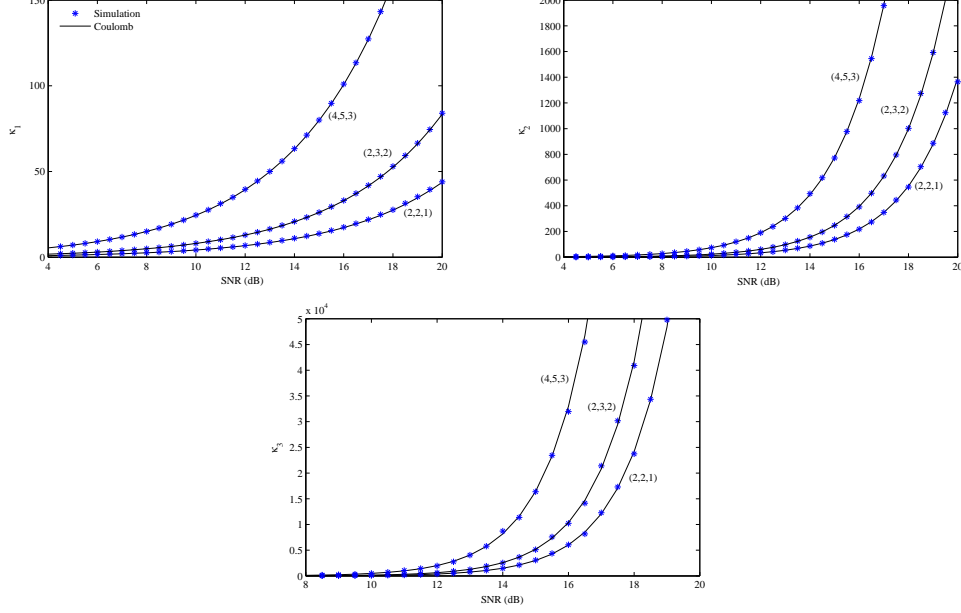 Simulation
Coulomb
150
100
50
0
4 6 8 10 12 14 16 18 20
SNR (dB)
κ1
(4,5,3)
(2,3,2)
(2,2,1)
2000
1800
1600
1400
1200
1000
800
600
400
200
0
4 6 8 10 12 14 16 18 20
SNR (dB)
κ2
(4,5,3)
(2,3,2)
(2,2,1)
x 10^4
5
4.5
4
3.5
3
2.5
2
1.5
1
0.5
0
8 10 12 14 16 18 20
SNR (dB)
κ3
(4,5,3)
(2,3,2)
(2,2,1)